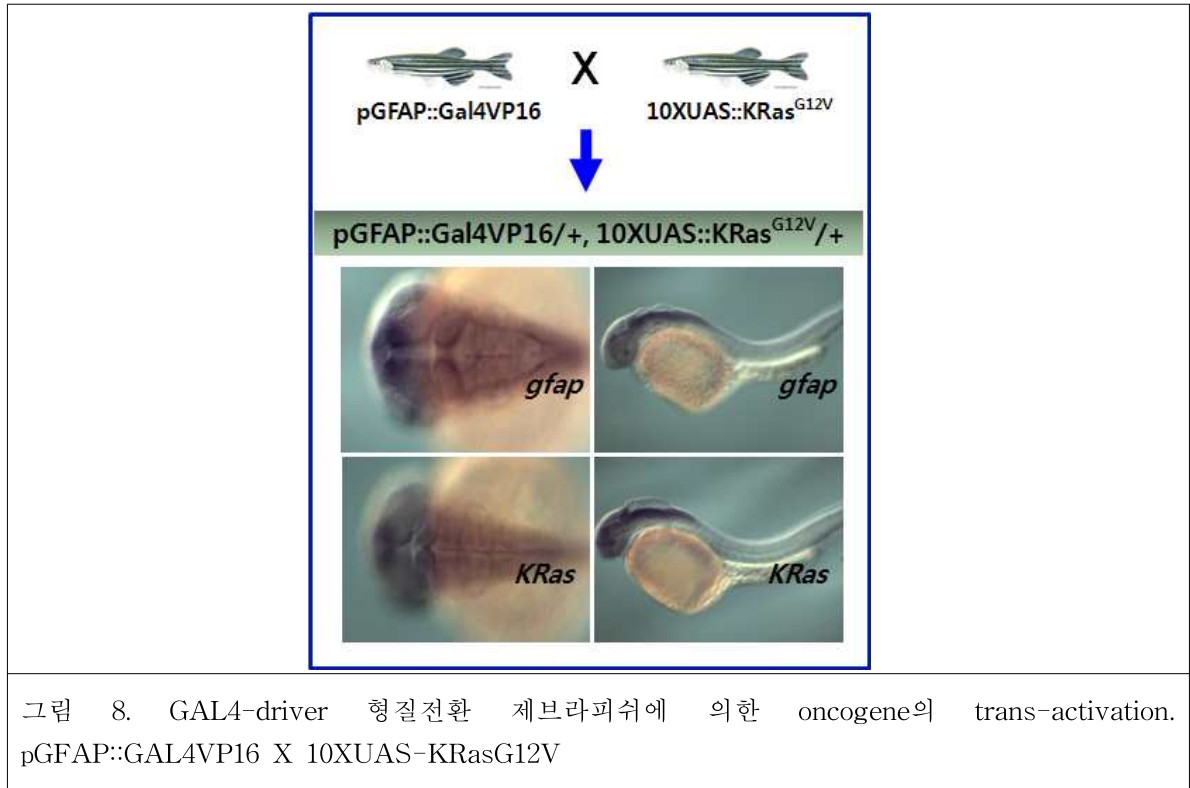 X
pGFAP::Gal4VP16 10XUAS::KRasG12V
pGFAP::Gal4VP16/+, 10XUAS::KRasG12V/+
gfap gfap
KRas KRas
그림 8. GAL4-driver 형질전환 제브라피쉬에 의한 oncogene의 trans-activation.
pGFAP::GAL4VP16 X 10XUAS-KRasG12V